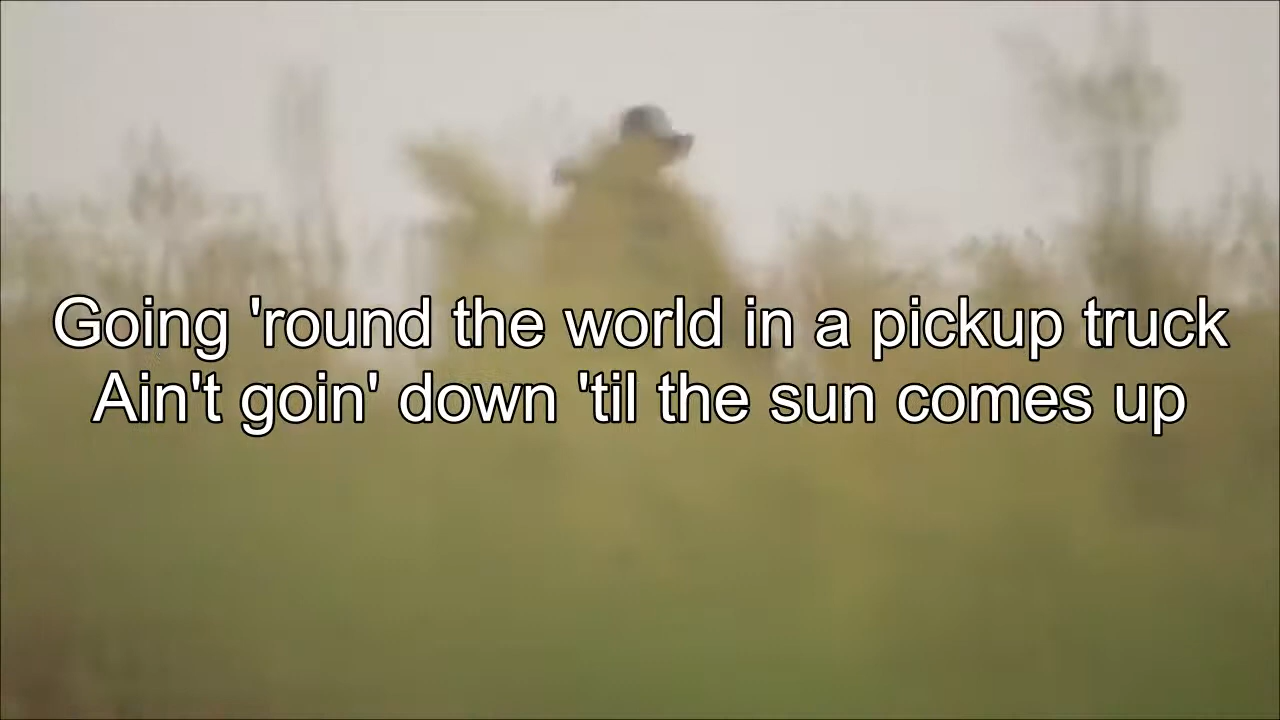 Going 'round the world in a pickup truck
Ain't goin' down 'til the sun comes up